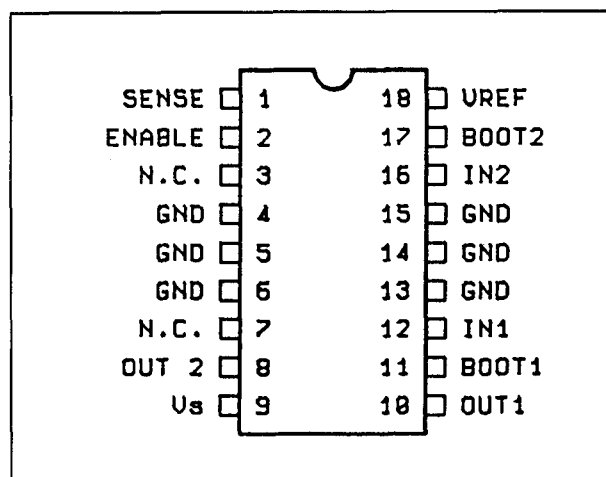 SENSE 1 18 VREF
ENABLE 2 17 BOOT2
N.C. 3 16 IN2
GND 4 15 GND
GND 5 14 GND
GND 6 13 GND
N.C. 7 12 IN1
OUT 2 8 11 BOOT1
Vs 9 10 OUT1